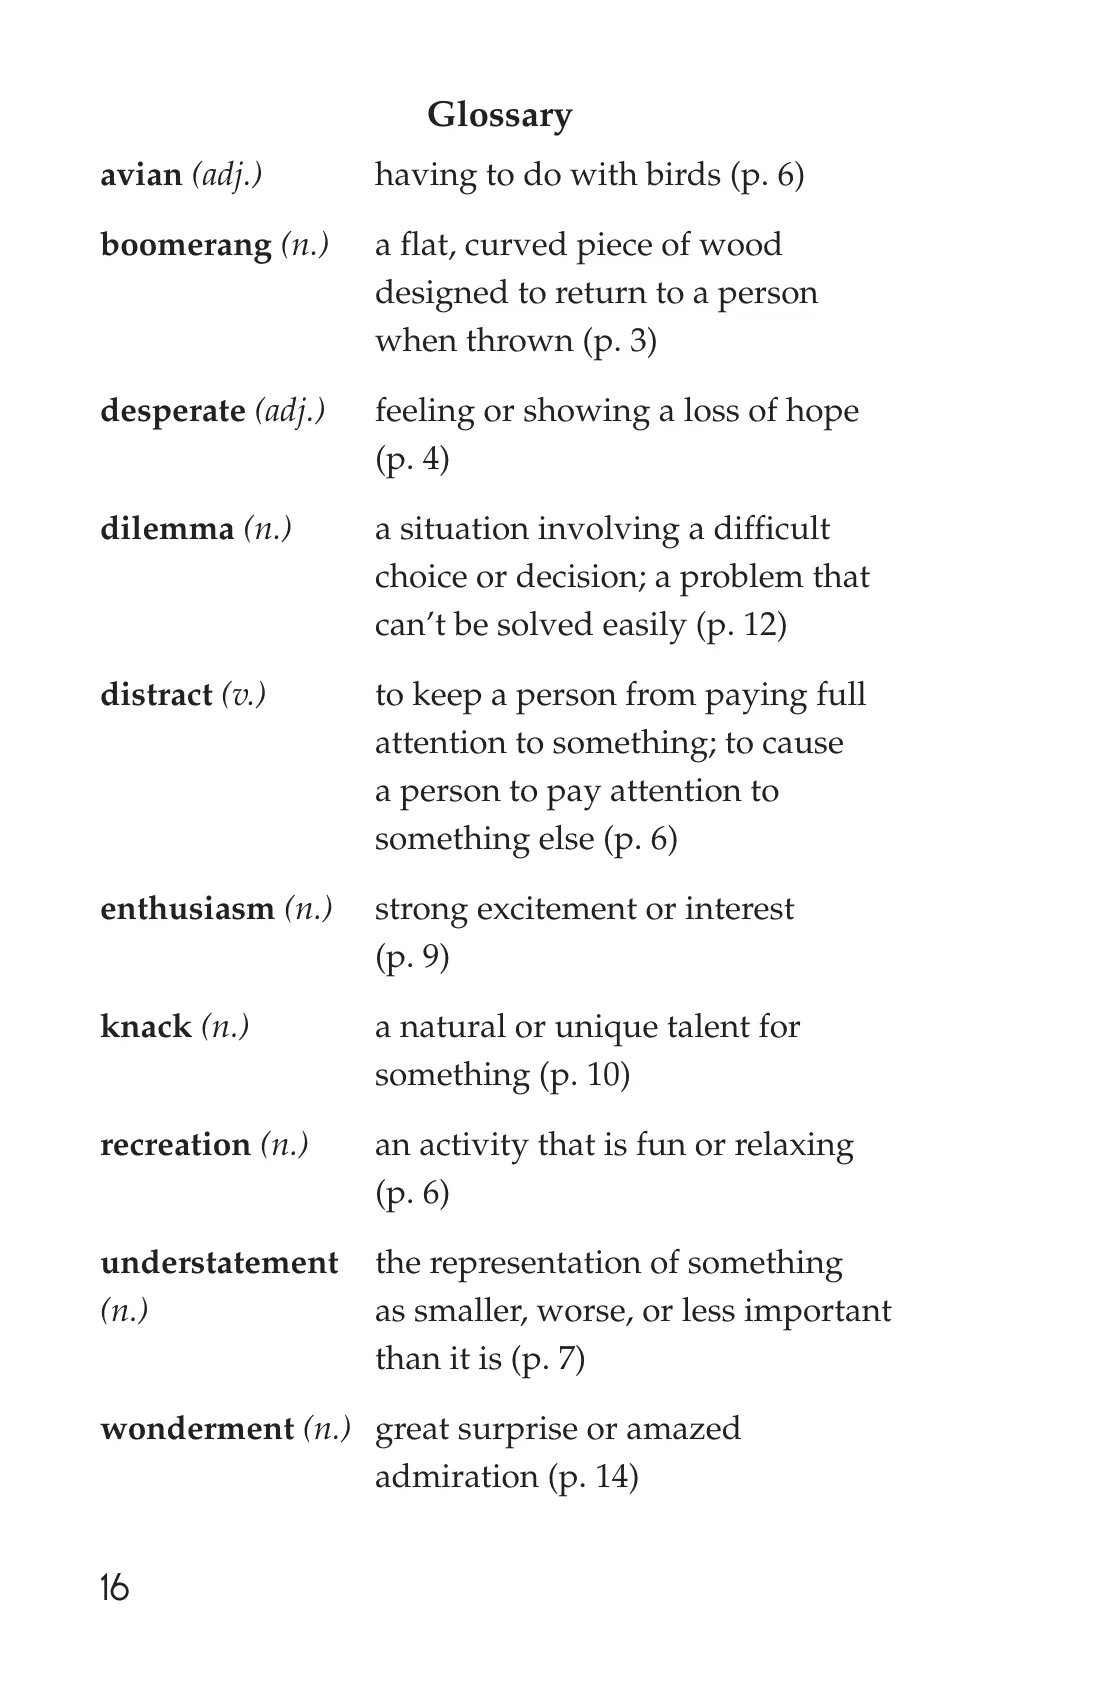 Glossary
avian (adj.) having to do with birds (p. 6)
boomerang (n.) a flat, curved piece of wood
designed to return to a person
when thrown (p. 3)
desperate (adj.) feeling or showing a loss of hope
(p. 4)
dilemma (n.) a situation involving a difficult
choice or decision; a problem that
can’t be solved easily (p. 12)
distract (v.) to keep a person from paying full
attention to something; to cause
a person to pay attention to
something else (p. 6)
enthusiasm (n.) strong excitement or interest
(p. 9)
knack (n.) a natural or unique talent for
something (p. 10)
recreation (n.) an activity that is fun or relaxing
(p. 6)
understatement the representation of something
(n.) as smaller, worse, or less important
than it is (p. 7)
wonderment (n.) great surprise or amazed
admiration (p. 14)
16